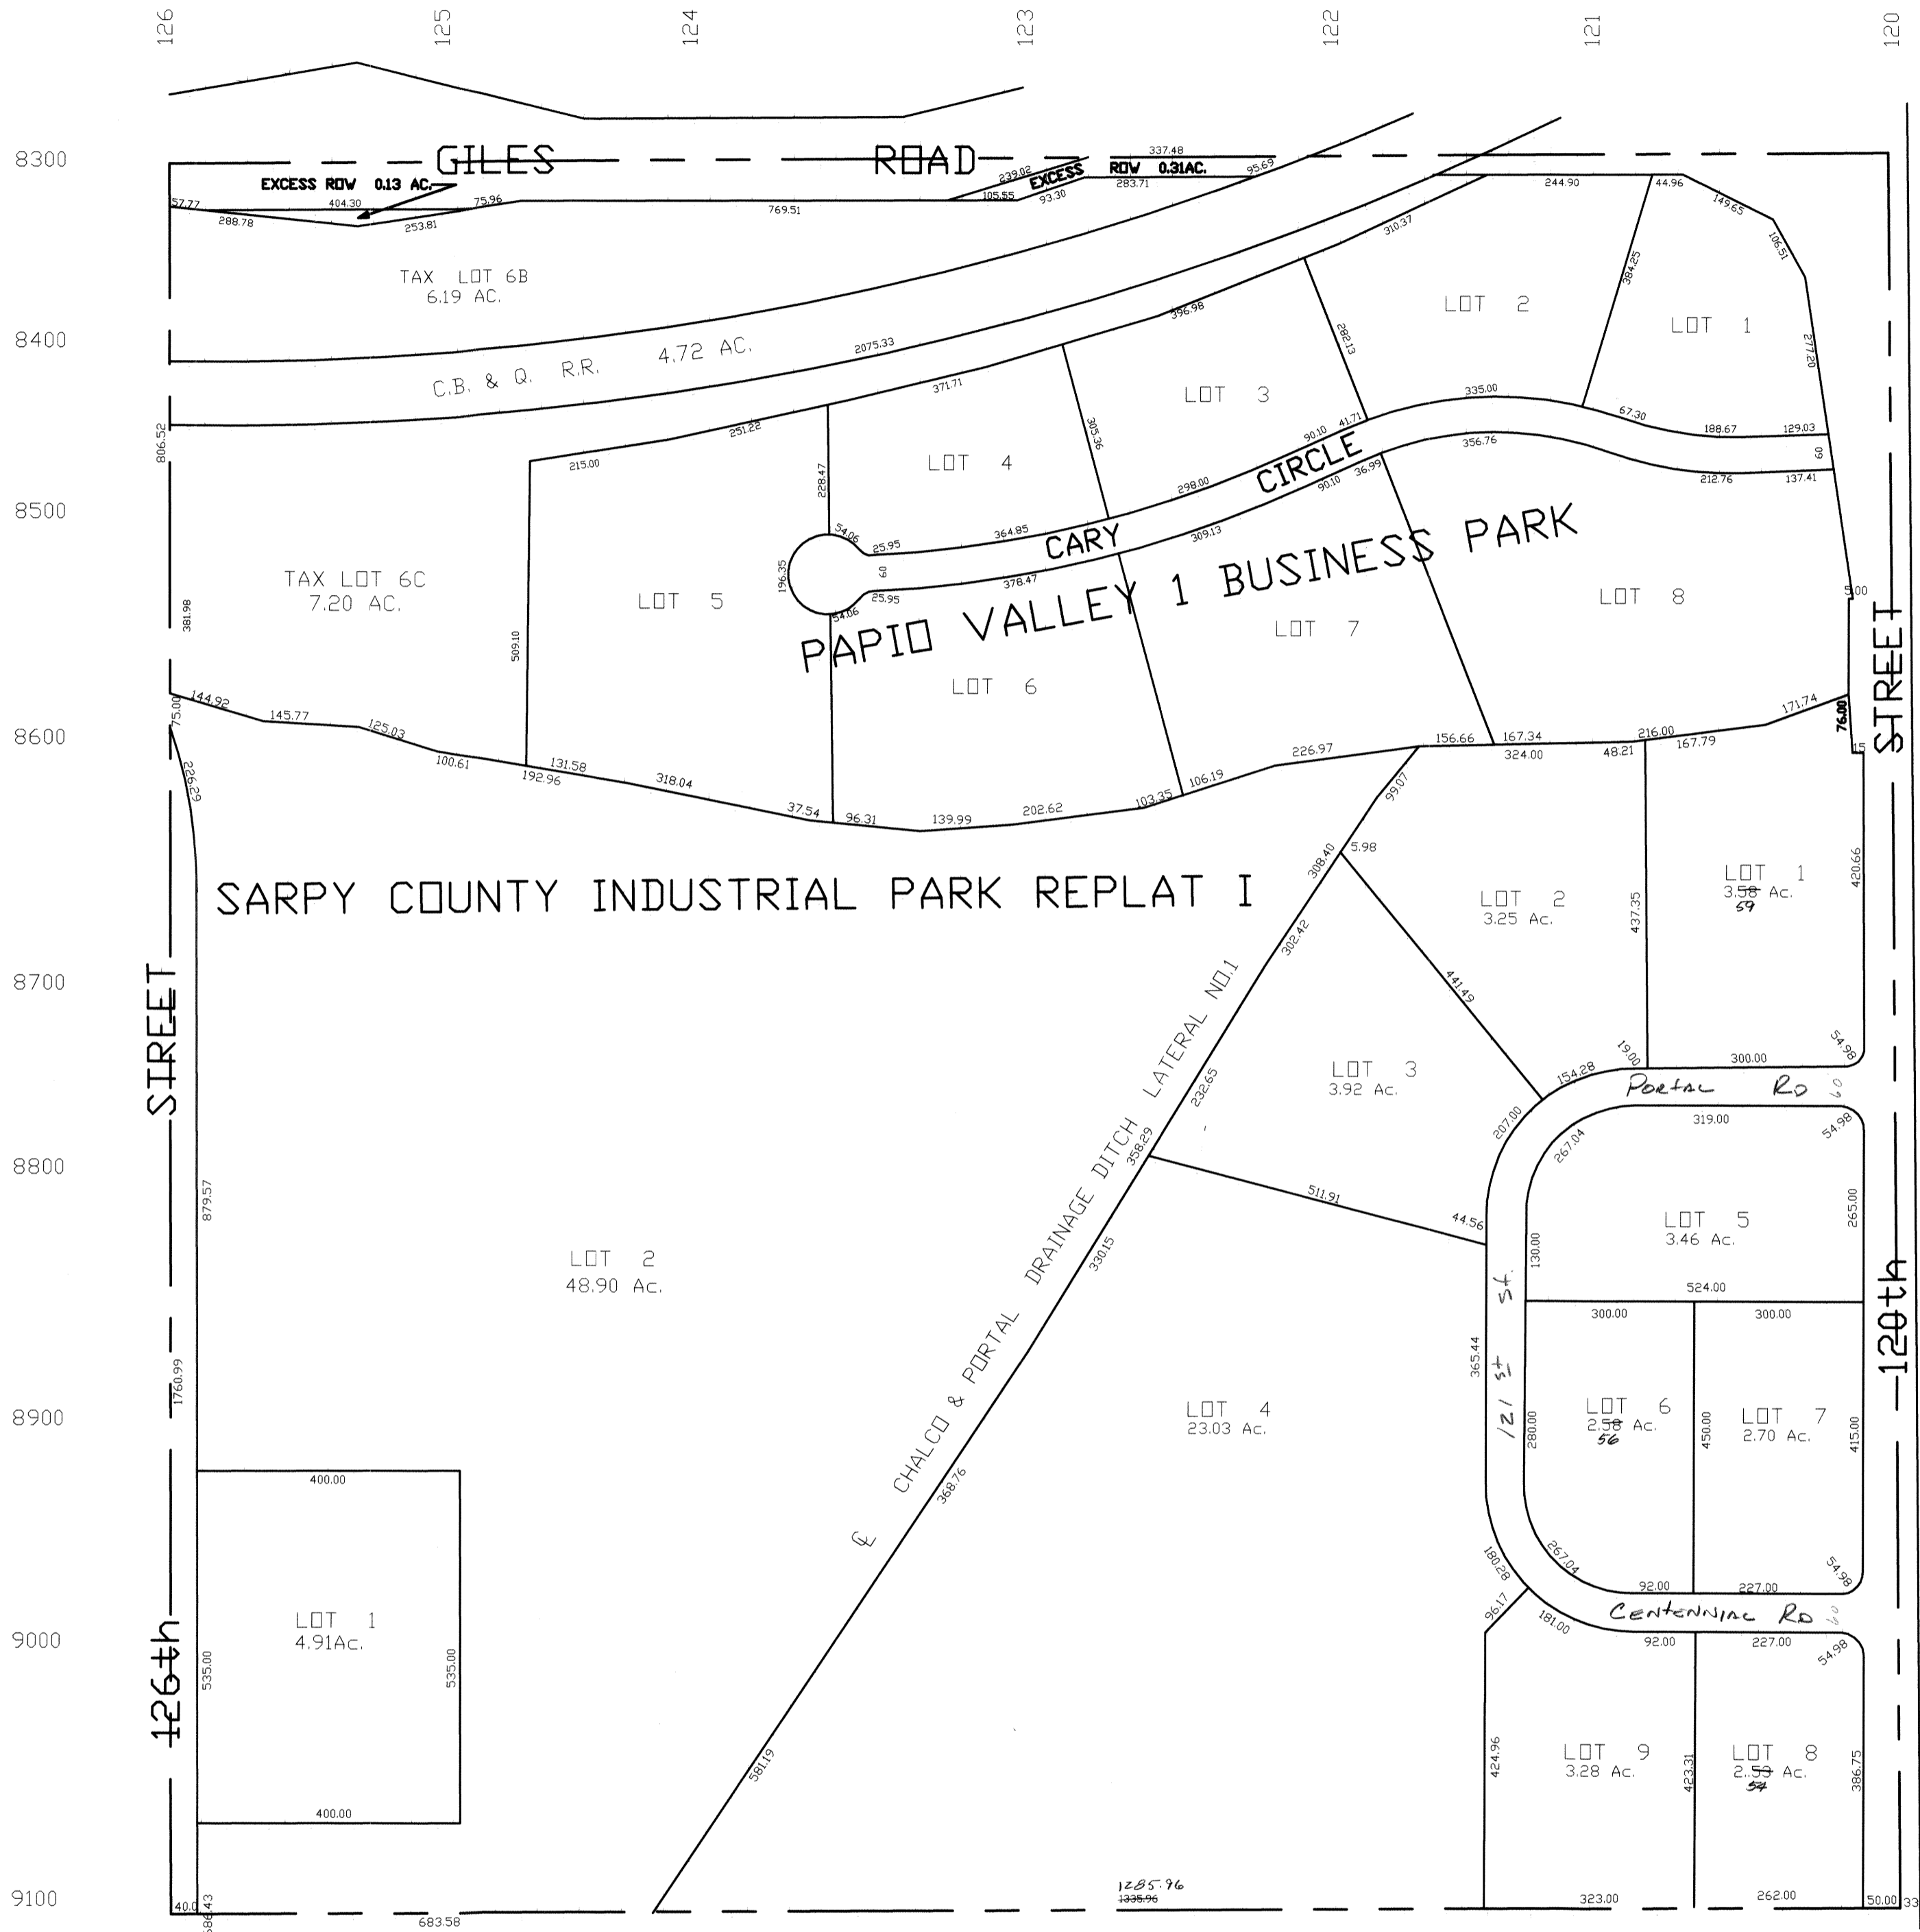 126 125 124 123 122 121 120
8300
8400
8500
8600
8700
8800
8900
9000
9100
GILES ROAD
EXCESS ROW 0.13 AC.
57.77
404.30
75.96
288.78
253.81
769.51
239.02
105.55
93.30
EXCESS ROW 0.31AC.
337.48
283.71
95.69
244.90
44.96
149.65
106.51
277.20
310.37
384.25
TAX LOT 6B
6.19 AC.
C.B. & Q. R.R. 4.72 AC.
2075.33
806.52
396.98
371.71
251.22
215.00
LOT 2
LOT 1
282.13
LOT 3
335.00
67.30
188.67
129.03
60
41.71
90.10
298.00
305.36
LOT 4
228.47
364.85
54.06
25.95
60
196.35
25.95
54.06
378.47
309.13
90.10
36.99
356.76
212.76
137.41
CARY CIRCLE
PAPIO VALLEY 1 BUSINESS PARK
TAX LOT 6C
7.20 AC.
381.98
509.10
LOT 5
LOT 6
LOT 7
LOT 8
5.00
171.74
76.00
15
STREET
75.00
144.92
145.77
125.03
100.61
131.58
192.96
318.04
37.54
96.31
139.99
202.62
103.35
106.19
226.97
156.66
167.34
324.00
48.21
216.00
167.79
226.29
99.07
308.40
5.98
SARPY COUNTY INDUSTRIAL PARK REPLAT I
302.42
LOT 2
3.25 Ac.
437.35
LOT 1
3.58 Ac.
59
420.66
441.49
STREET
CHALCO & PORTAL DRAINAGE DITCH LATERAL NO.1
232.65
LOT 3
3.92 Ac.
19.00
300.00
54.98
154.28
PORTAL RD 60
207.00
267.04
319.00
54.98
358.29
511.91
44.56
879.57
330.15
130.00
LOT 5
3.46 Ac.
265.00
LOT 2
48.90 Ac.
121 st St.
524.00
300.00
300.00
120th
1760.99
365.44
LOT 4
23.03 Ac.
LOT 6
2.58 Ac.
56
280.00
450.00
LOT 7
2.70 Ac.
415.00
368.76
400.00
180.28
267.04
92.00
227.00
54.98
96.17
181.00
CENTENNIAL RD 60
92.00
227.00
54.98
LOT 1
4.91Ac.
535.00
535.00
400.00
126th
581.19
424.96
LOT 9
3.28 Ac.
423.31
LOT 8
2..53 Ac.
54
386.75
1285.96
1335.96
40.0
686.43
683.58
323.00
262.00
50.00
33